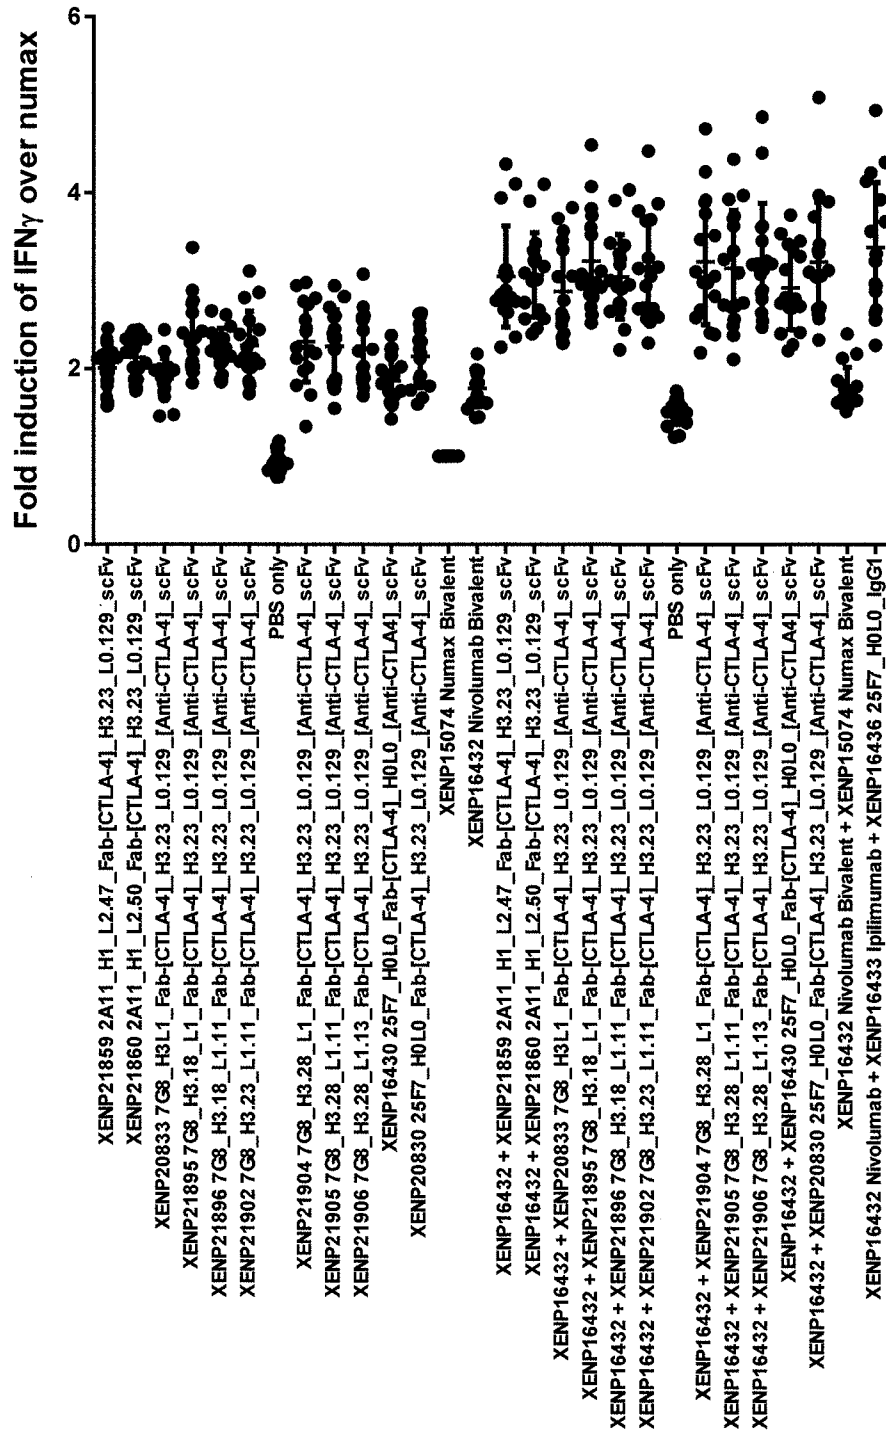 Fold induction of IFNγ over numax
6
4
2
0
XENP21859 2A11_H1_L2.47_Fab-[CTLA-4]_H3.23_L0.129_scFv
XENP21860 2A11_H1_L2.50_Fab-[CTLA-4]_H3.23_L0.129_scFv
XENP20833 7G8_H3L1_Fab-[CTLA-4]_H3.23_L0.129_[Anti-CTLA-4]_scFv
XENP21895 7G8_H3.18_L1_Fab-[CTLA-4]_H3.23_L0.129_[Anti-CTLA-4]_scFv
XENP21896 7G8_H3.18_L1.11_Fab-[CTLA-4]_H3.23_L0.129_[Anti-CTLA-4]_scFv
XENP21902 7G8_H3.23_L1.11_Fab-[CTLA-4]_H3.23_L0.129_[Anti-CTLA-4]_scFv
PBS only
XENP21904 7G8_H3.28_L1_Fab-[CTLA-4]_H3.23_L0.129_[Anti-CTLA-4]_scFv
XENP21905 7G8_H3.28_L1.11_Fab-[CTLA-4]_H3.23_L0.129_[Anti-CTLA-4]_scFv
XENP21906 7G8_H3.28_L1.13_Fab-[CTLA-4]_H3.23_L0.129_[Anti-CTLA-4]_scFv
XENP16430 25F7_H0L0_Fab-[CTLA-4]_H0L0_[Anti-CTLA4]_scFv
XENP20830 25F7_H0L0_Fab-[CTLA-4]_H3.23_L0.129_[Anti-CTLA-4]_scFv
XENP15074 Numax Bivalent
XENP16432 Nivolumab Bivalent
XENP16432 + XENP21859 2A11_H1_L2.47_Fab-[CTLA-4]_H3.23_L0.129_scFv
XENP16432 + XENP21860 2A11_H1_L2.50_Fab-[CTLA-4]_H3.23_L0.129_scFv
XENP16432 + XENP20833 7G8_H3L1_Fab-[CTLA-4]_H3.23_L0.129_[Anti-CTLA-4]_scFv
XENP16432 + XENP21895 7G8_H3.18_L1_Fab-[CTLA-4]_H3.23_L0.129_[Anti-CTLA-4]_scFv
XENP16432 + XENP21896 7G8_H3.18_L1.11_Fab-[CTLA-4]_H3.23_L0.129_[Anti-CTLA-4]_scFv
XENP16432 + XENP21902 7G8_H3.23_L1.11_Fab-[CTLA-4]_H3.23_L0.129_[Anti-CTLA-4]_scFv
PBS only
XENP16432 + XENP21904 7G8_H3.28_L1_Fab-[CTLA-4]_H3.23_L0.129_[Anti-CTLA-4]_scFv
XENP16432 + XENP21905 7G8_H3.28_L1.11_Fab-[CTLA-4]_H3.23_L0.129_[Anti-CTLA-4]_scFv
XENP16432 + XENP21906 7G8_H3.28_L1.13_Fab-[CTLA-4]_H3.23_L0.129_[Anti-CTLA-4]_scFv
XENP16432 + XENP16430 25F7_H0L0_Fab-[CTLA-4]_H0L0_[Anti-CTLA4]_scFv
XENP16432 + XENP20830 25F7_H0L0_Fab-[CTLA-4]_H3.23_L0.129_[Anti-CTLA-4]_scFv
XENP16432 Nivolumab Bivalent + XENP15074 Numax Bivalent
XENP16432 Nivolumab + XENP16433 Ipilimumab + XENP16436 25F7_H0L0_IgG1